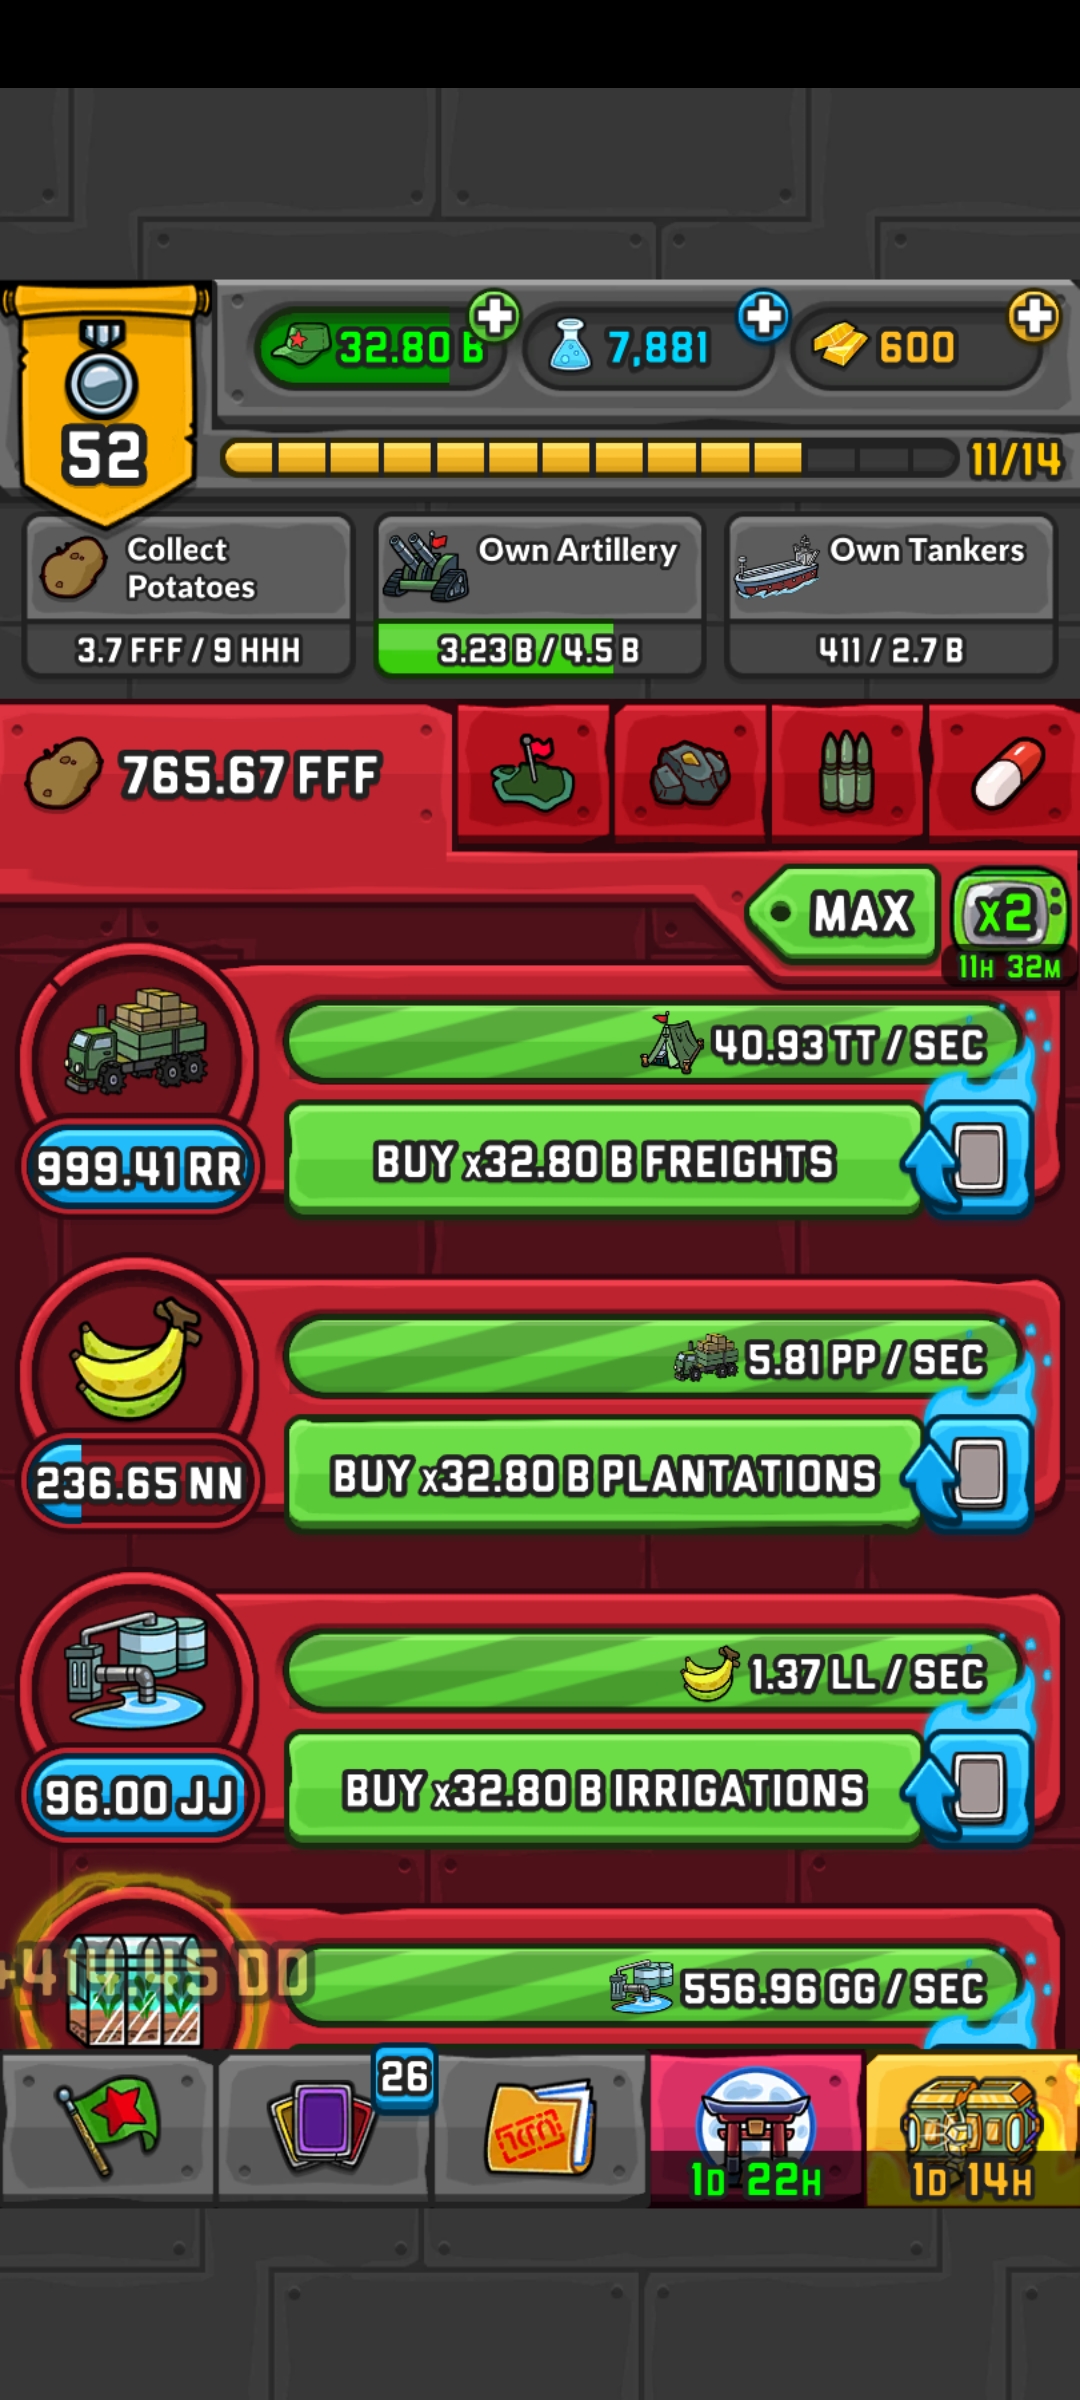 32.80 B
7,881
600
52
11/14
Collect
Potatoes
3.7 FFF / 9 HHH
Own Artillery
3.23 B / 4.5 B
Own Tankers
411 / 2.7 B
765.67 FFF
MAX
x2
11H 32M
40.93 TT / SEC
999.41 RR
BUY x32.80 B FREIGHTS
5.81 PP / SEC
236.65 NN
BUY x32.80 B PLANTATIONS
1.37 LL / SEC
96.00 JJ
BUY x32.80 B IRRIGATIONS
+414.45 DD
556.96 GG / SEC
26
1D 22H
1D 14H